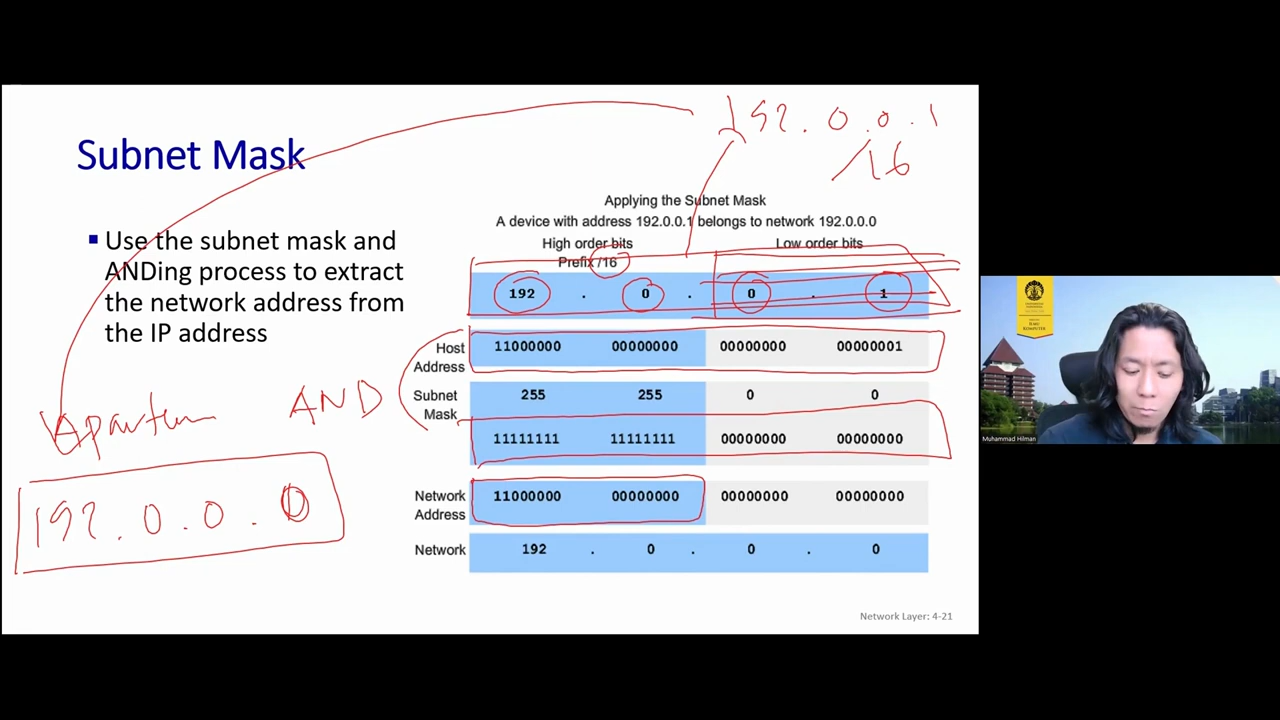 192.0.0.1
/16
Subnet Mask
Applying the Subnet Mask
A device with address 192.0.0.1 belongs to network 192.0.0.0
High order bits Low order bits
Prefix /16
▪ Use the subnet mask and
ANDing process to extract
the network address from
the IP address
192 . 0 . 0 . 1
Host Address 11000000 00000000 00000000 00000001
Subnet Mask 255 255 0 0
11111111 11111111 00000000 00000000
AND
Network Address 11000000 00000000 00000000 00000000
192.0.0.0
Network 192 . 0 . 0 . 0
Network Layer: 4-21
Muhammad Hilman